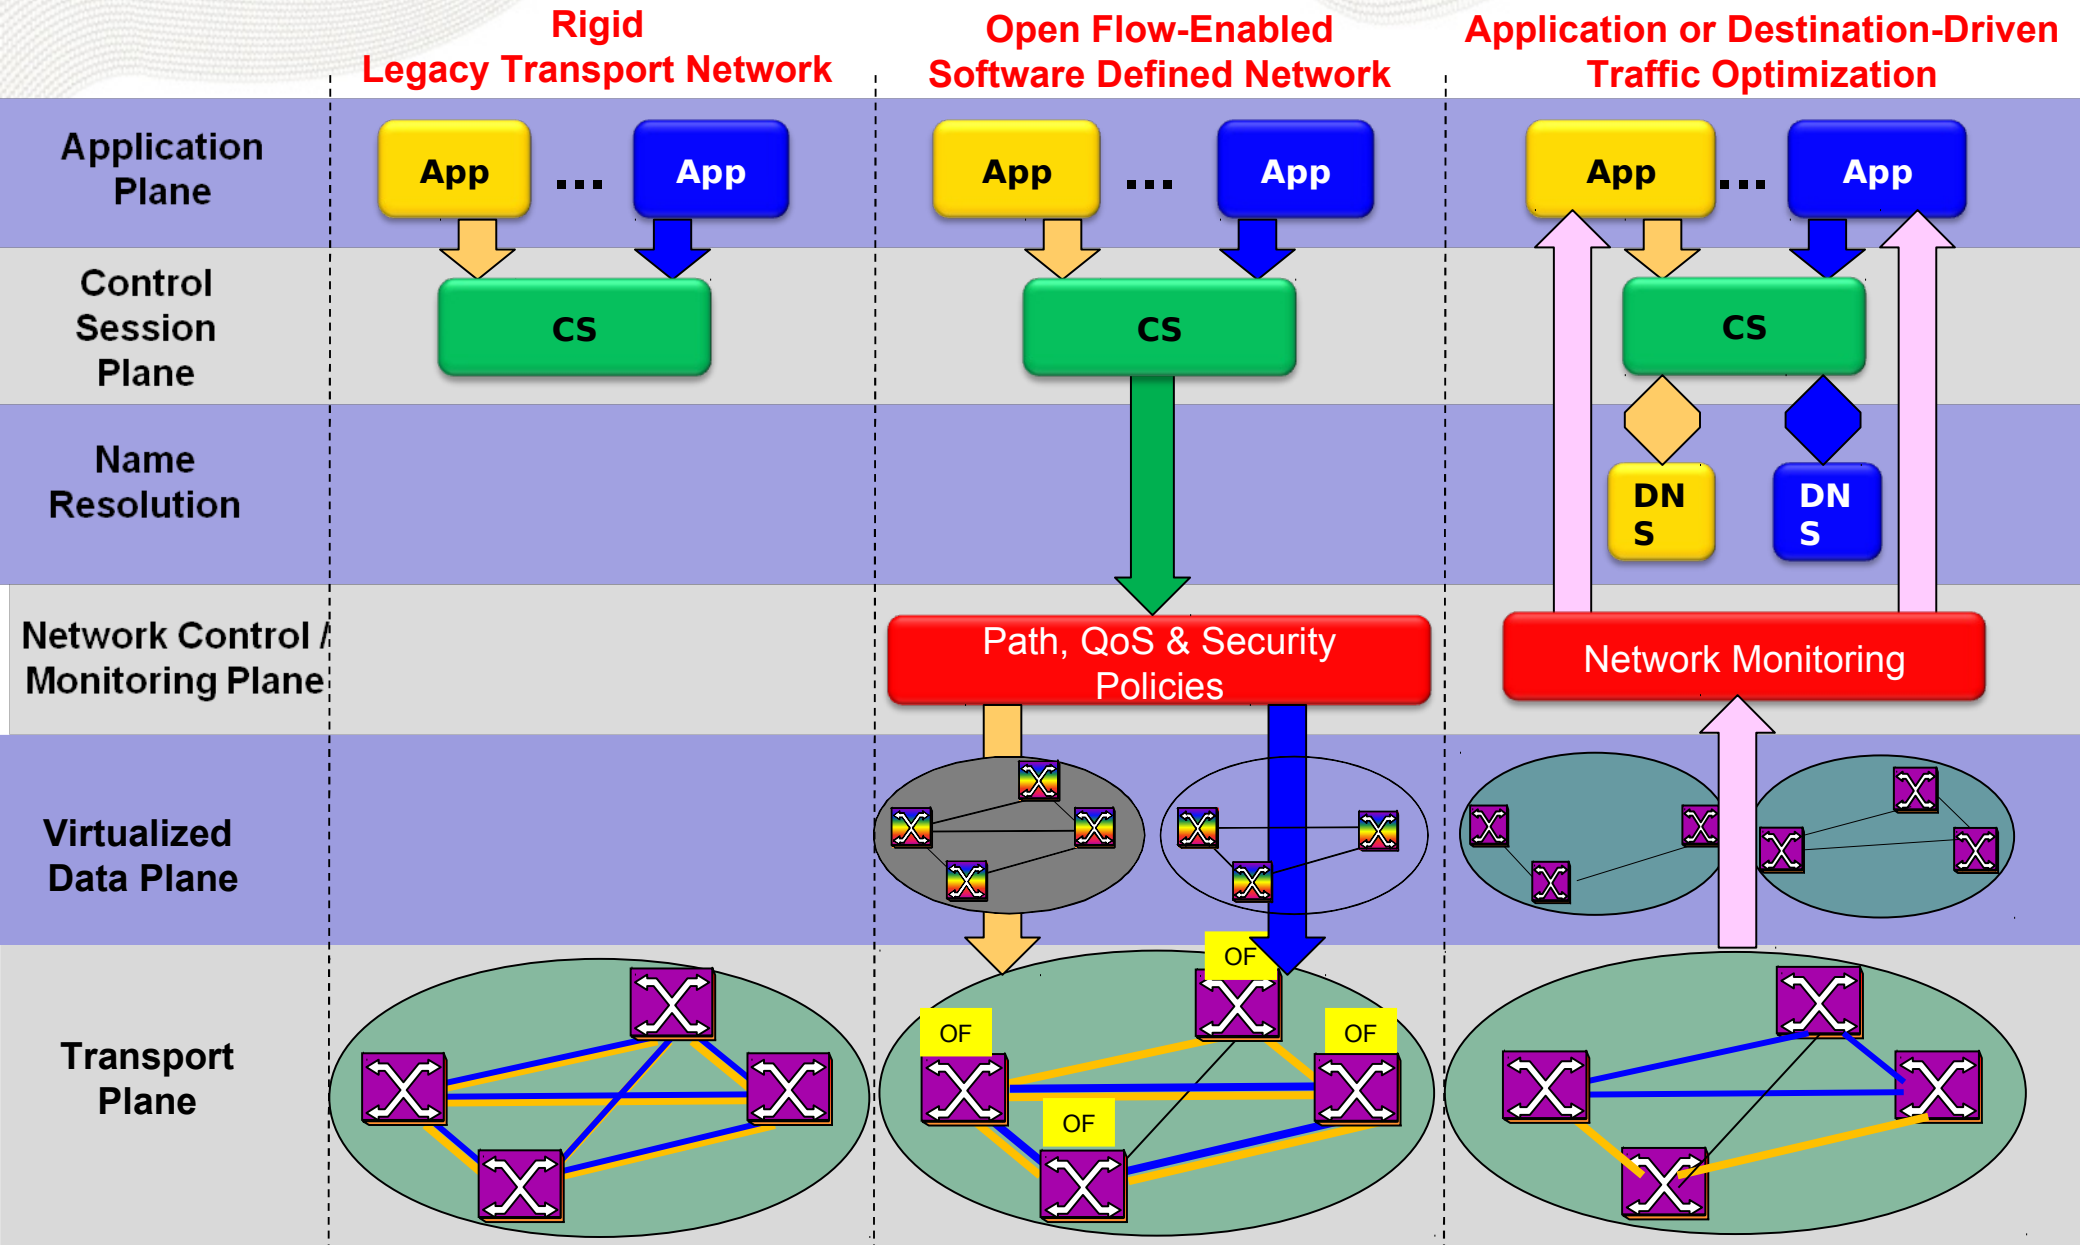 Rigid
Legacy Transport Network
Open Flow-Enabled
Software Defined Network
Application or Destination-Driven
Traffic Optimization
Application
Plane
App
...
App
App
...
App
App
...
App
Control
Session
Plane
CS
CS
CS
Name
Resolution
DN
S
DN
S
Network Control /
Monitoring Plane
Path, QoS & Security
Policies
Network Monitoring
Virtualized
Data Plane
Transport
Plane
OF
OF
OF
OF